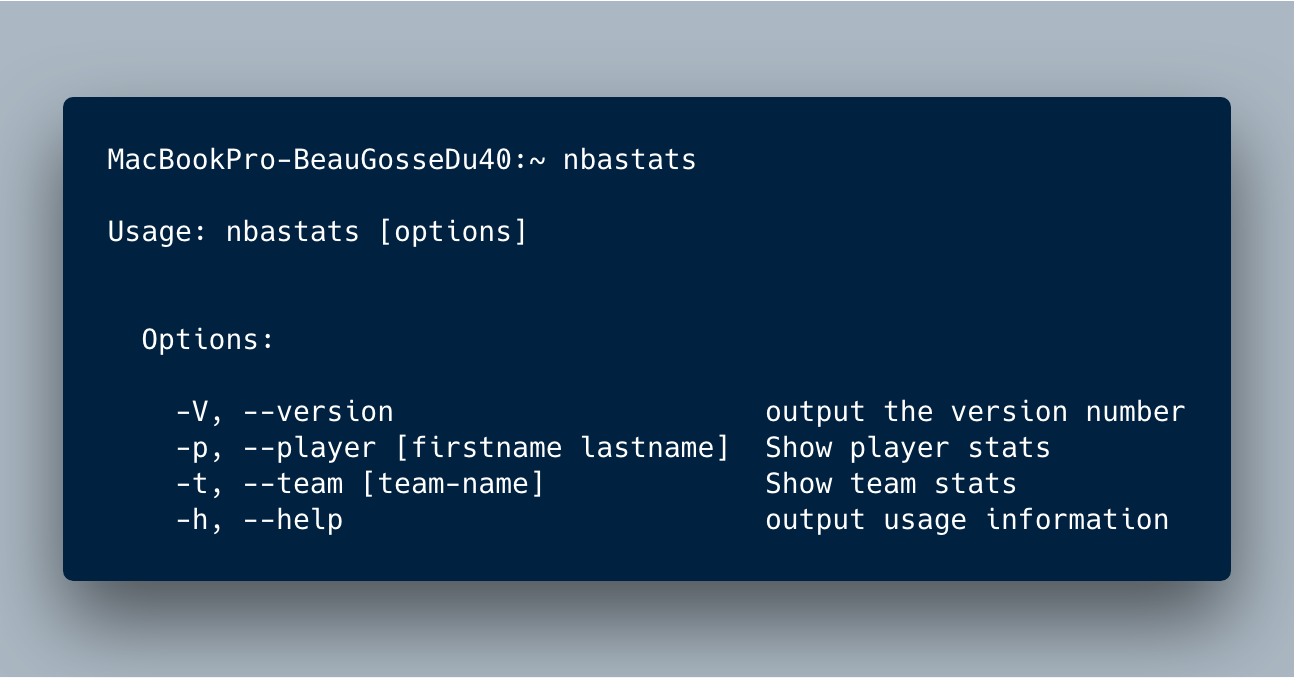 MacBookPro-BeauGosseDu40:~ nbastats
Usage: nbastats [options]
Options:
-V, --version output the version number
-p, --player [firstname lastname] Show player stats
-t, --team [team-name] Show team stats
-h, --help output usage information